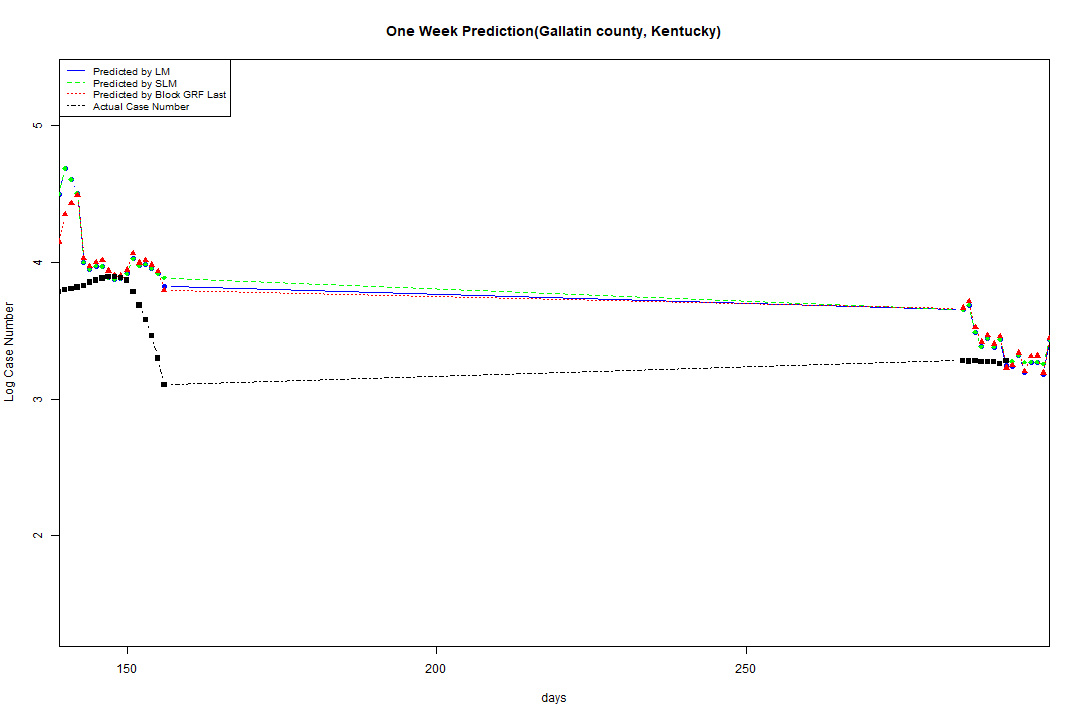 One Week Prediction(Gallatin county, Kentucky)
Predicted by LM
Predicted by SLM
Predicted by Block GRF Last
Actual Case Number
5
4
3
2
Log Case Number
150
200
250
days